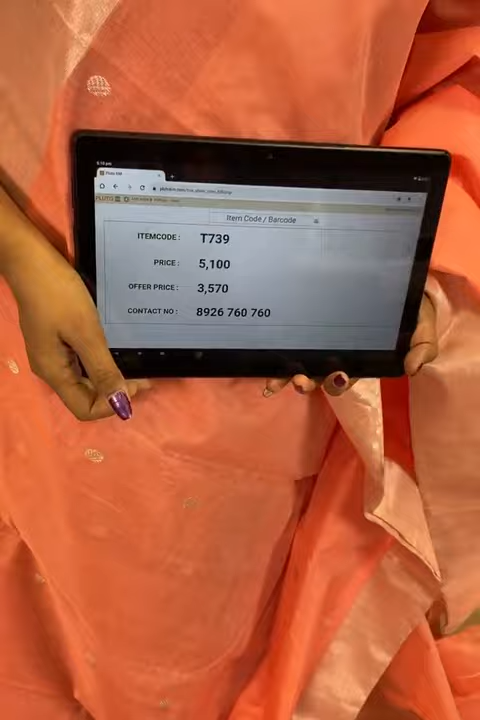 Item Code / Barcode
ITEMCODE : T739
PRICE : 5,100
OFFER PRICE : 3,570
CONTACT NO : 8926 760 760